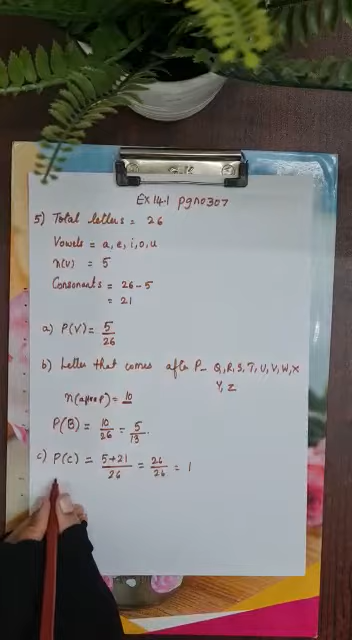 G.K
Ex 14.1 pg no 307
5) Total letters = 26
Vowels = a, e, i, o, u
n(v) = 5
Consonants = 26 - 5
= 21
a) P(V) = 5/26
b) Letter that comes after P - Q, R, S, T, U, V, W, X
Y, Z
n(after P) = 10
P(B) = 10/26 = 5/13.
c) P(C) = 5+21/26 = 26/26 = 1